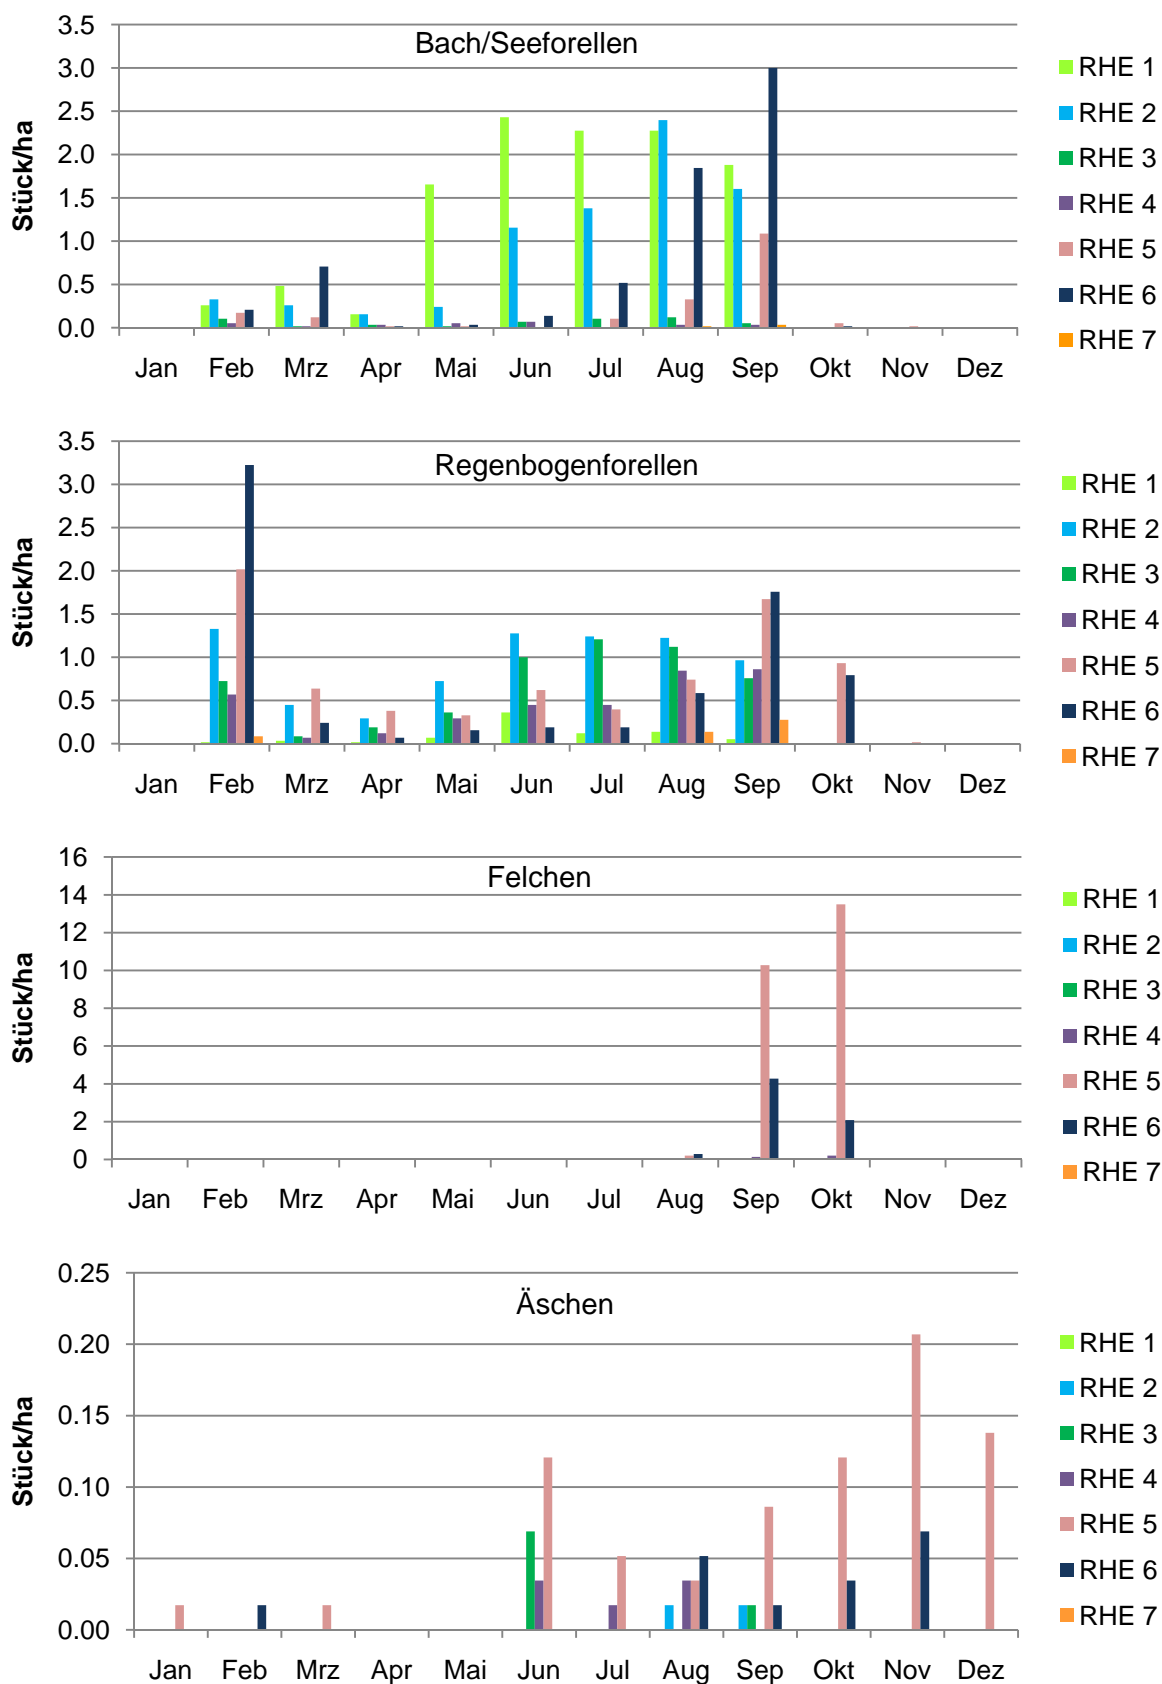 Bach/Seeforellen
Stück/ha
3.5
3.0
2.5
2.0
1.5
1.0
0.5
0.0
Jan Feb Mrz Apr Mai Jun Jul Aug Sep Okt Nov Dez
RHE 1
RHE 2
RHE 3
RHE 4
RHE 5
RHE 6
RHE 7
Regenbogenforellen
Stück/ha
3.5
3.0
2.5
2.0
1.5
1.0
0.5
0.0
Jan Feb Mrz Apr Mai Jun Jul Aug Sep Okt Nov Dez
RHE 1
RHE 2
RHE 3
RHE 4
RHE 5
RHE 6
RHE 7
Felchen
Stück/ha
16
14
12
10
8
6
4
2
0
Jan Feb Mrz Apr Mai Jun Jul Aug Sep Okt Nov Dez
RHE 1
RHE 2
RHE 3
RHE 4
RHE 5
RHE 6
RHE 7
Äschen
Stück/ha
0.25
0.20
0.15
0.10
0.05
0.00
Jan Feb Mrz Apr Mai Jun Jul Aug Sep Okt Nov Dez
RHE 1
RHE 2
RHE 3
RHE 4
RHE 5
RHE 6
RHE 7